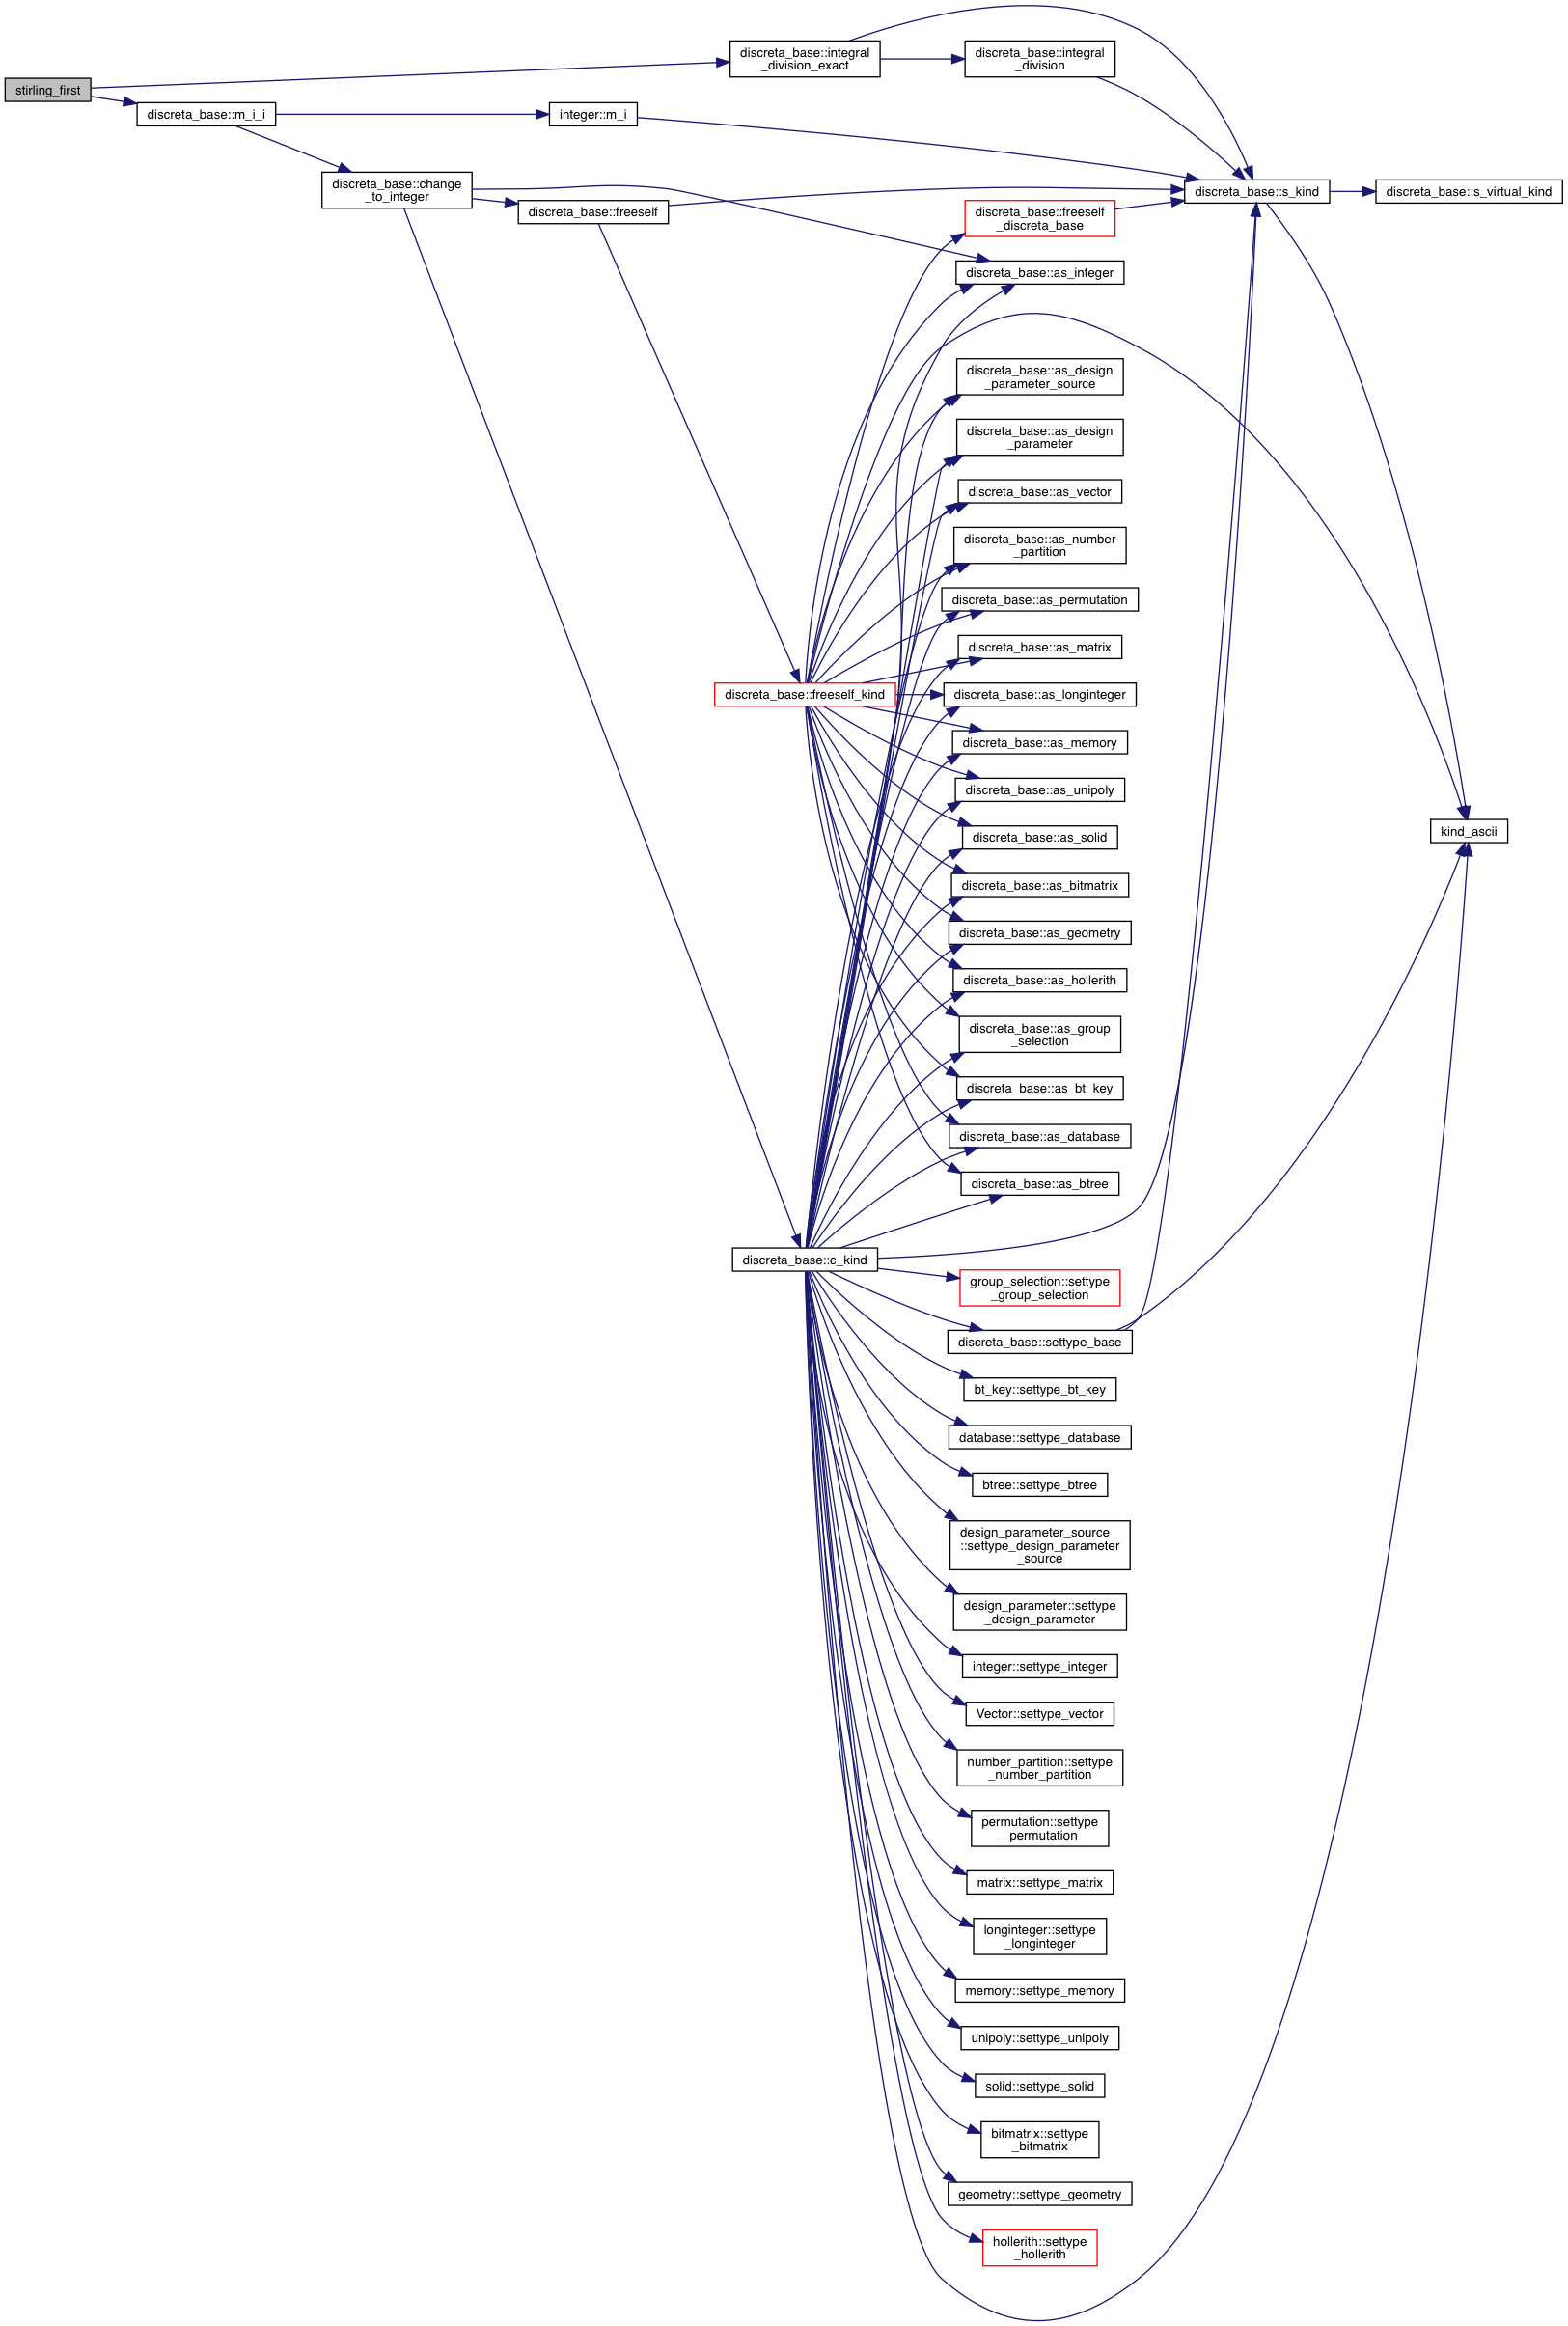 stirling_first
discreta_base::integral
_division_exact
discreta_base::integral
_division
discreta_base::m_i_i
integer::m_i
discreta_base::change
_to_integer
discreta_base::freeself
discreta_base::freeself
_discreta_base
discreta_base::s_kind
discreta_base::s_virtual_kind
discreta_base::as_integer
discreta_base::as_design
_parameter_source
discreta_base::as_design
_parameter
discreta_base::as_vector
discreta_base::as_number
_partition
discreta_base::as_permutation
discreta_base::as_matrix
discreta_base::freeself_kind
discreta_base::as_longinteger
discreta_base::as_memory
discreta_base::as_unipoly
discreta_base::as_solid
kind_ascii
discreta_base::as_bitmatrix
discreta_base::as_geometry
discreta_base::as_hollerith
discreta_base::as_group
_selection
discreta_base::as_bt_key
discreta_base::as_database
discreta_base::as_btree
discreta_base::c_kind
group_selection::settype
_group_selection
discreta_base::settype_base
bt_key::settype_bt_key
database::settype_database
btree::settype_btree
design_parameter_source
::settype_design_parameter
_source
design_parameter::settype
_design_parameter
integer::settype_integer
Vector::settype_vector
number_partition::settype
_number_partition
permutation::settype
_permutation
matrix::settype_matrix
longinteger::settype
_longinteger
memory::settype_memory
unipoly::settype_unipoly
solid::settype_solid
bitmatrix::settype
_bitmatrix
geometry::settype_geometry
hollerith::settype
_hollerith